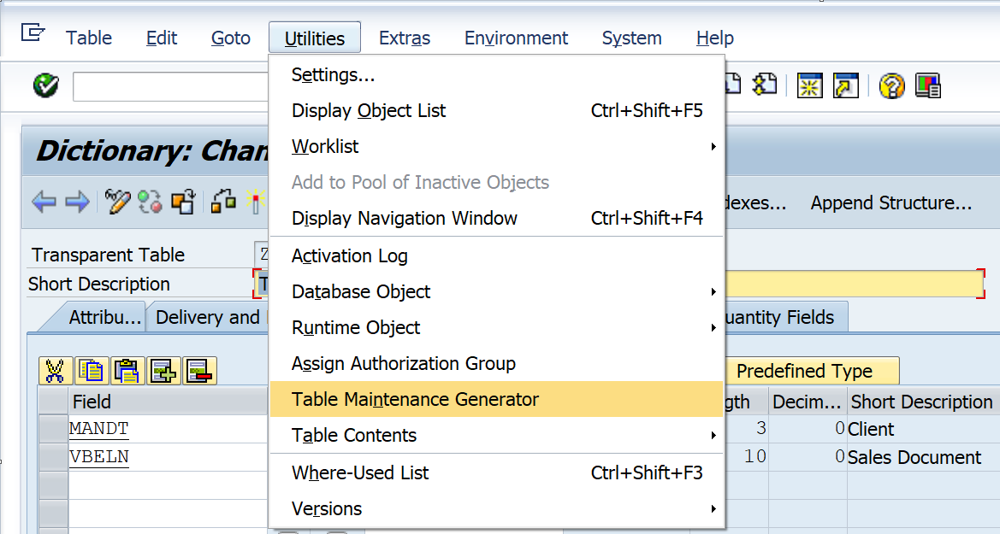 Table Edit Goto Utilities Extras Environment System Help
Settings...
Display Object List Ctrl+Shift+F5
Worklist
Dictionary: Chan
Add to Pool of Inactive Objects
dexes... Append Structure...
Display Navigation Window Ctrl+Shift+F4
Transparent Table Z
Activation Log
Short Description T
Database Object
Attribu... Delivery and
Runtime Object
uantity Fields
Assign Authorization Group
Predefined Type
Table Maintenance Generator
Field gth Decim... Short Description
MANDT 3 0 Client
Table Contents
VBELN 10 0 Sales Document
Where-Used List Ctrl+Shift+F3
Versions